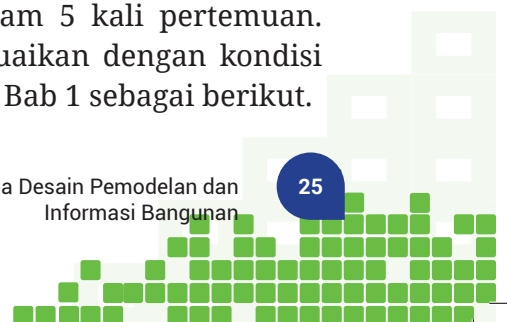 am 5 kali pertemuan.
uaikan dengan kondisi
Bab 1 sebagai berikut.
a Desain Pemodelan dan
Informasi Bangunan
25